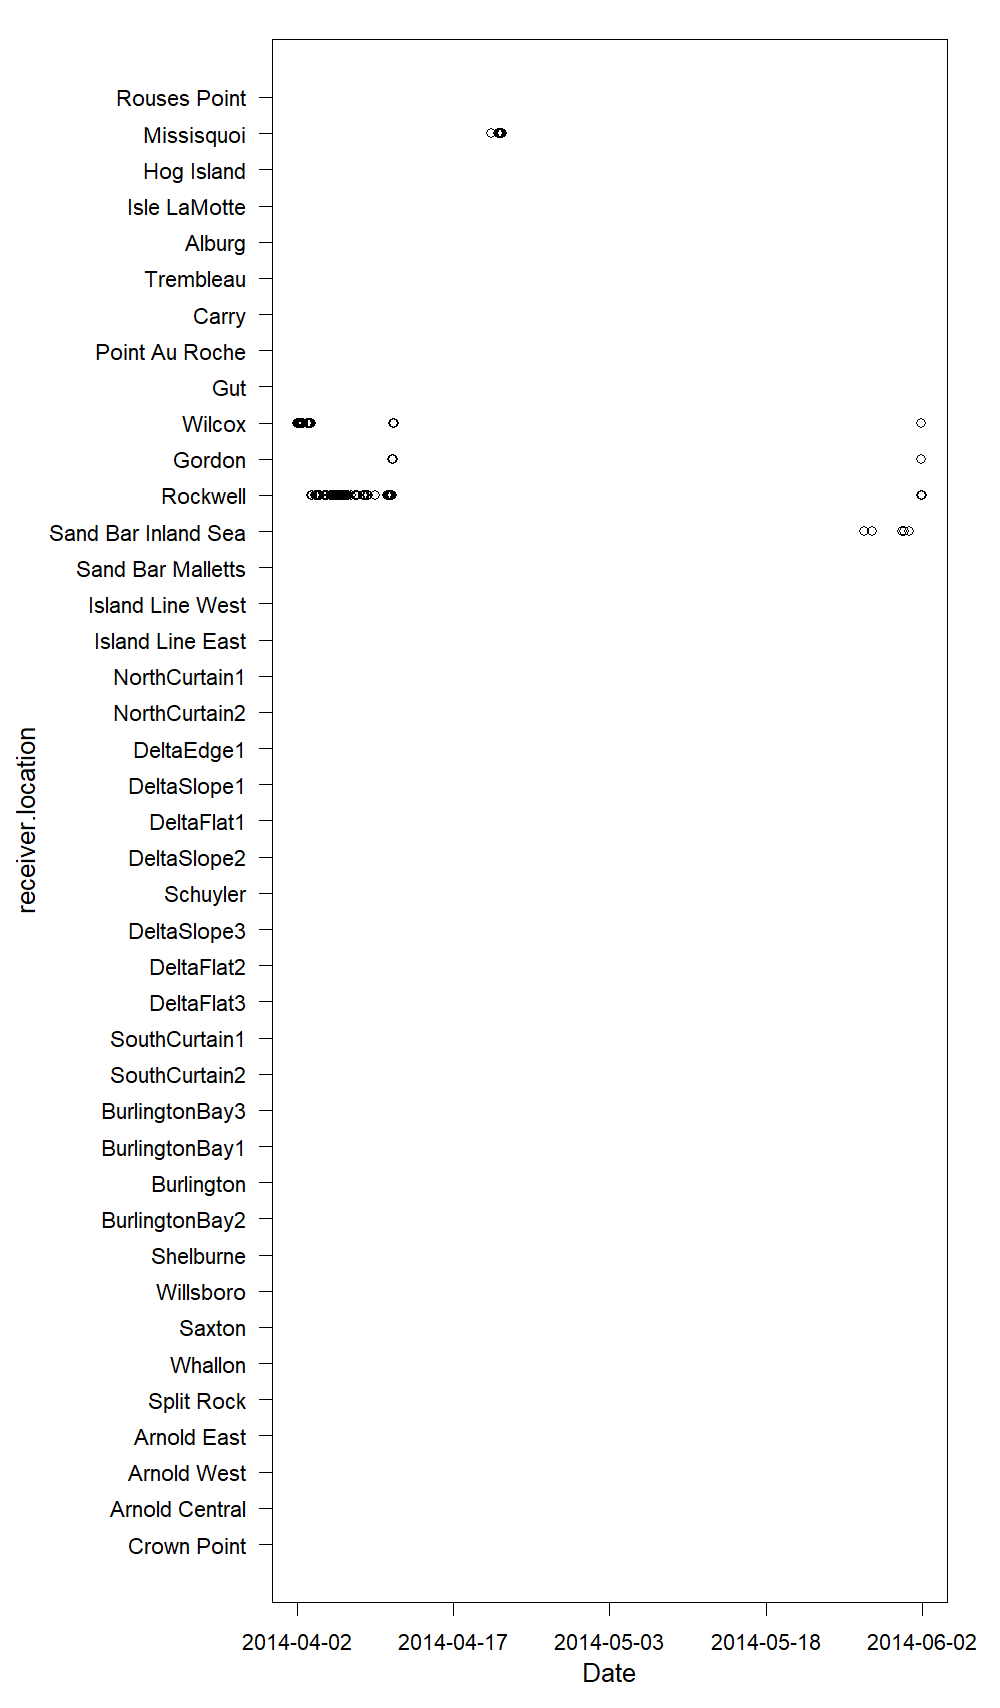 Rouses Point
Missisquoi
Hog Island
Isle LaMotte
Alburg
Trembleau
Carry
Point Au Roche
Gut
Wilcox
Gordon
Rockwell
Sand Bar Inland Sea
Sand Bar Malletts
Island Line West
Island Line East
NorthCurtain1
NorthCurtain2
DeltaEdge1
DeltaSlope1
DeltaFlat1
DeltaSlope2
Schuyler
DeltaSlope3
DeltaFlat2
DeltaFlat3
SouthCurtain1
SouthCurtain2
BurlingtonBay3
BurlingtonBay1
Burlington
BurlingtonBay2
Shelburne
Willsboro
Saxton
Whallon
Split Rock
Arnold East
Arnold West
Arnold Central
Crown Point
receiver.location
2014-04-02 2014-04-17 2014-05-03 2014-05-18 2014-06-02
Date